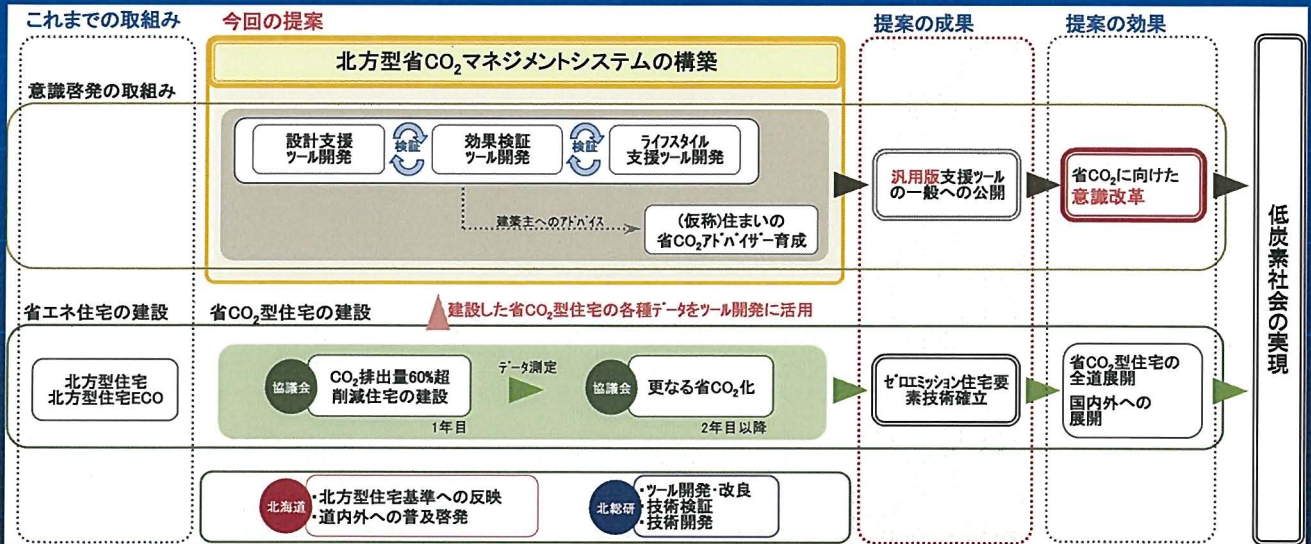 これまでの取組み
今回の提案
提案の成果
提案の効果
北方型省CO₂マネジメントシステムの構築
意識啓発の取組み
設計支援
ツール開発
検証
効果検証
ツール開発
検証
ライフスタイル
支援ツール開発
建築主へのアドバイス
(仮称)住まいの
省CO₂アドバイザー育成
汎用版支援ツール
の一般への公開
省CO₂に向けた
意識改革
低炭素社会の実現
省エネ住宅の建設
省CO₂型住宅の建設
建設した省CO₂型住宅の各種データをツール開発に活用
北方型住宅
北方型住宅ECO
協議会
CO₂排出量60%超
削減住宅の建設
1年目
データ測定
協議会
更なる省CO₂化
2年目以降
ゼロエミッション住宅要
素技術確立
省CO₂型住宅の
全道展開
国内外への
展開
北海道
・北方型住宅基準への反映
・道内外への普及啓発
北総研
・ツール開発・改良
・技術検証
・技術開発